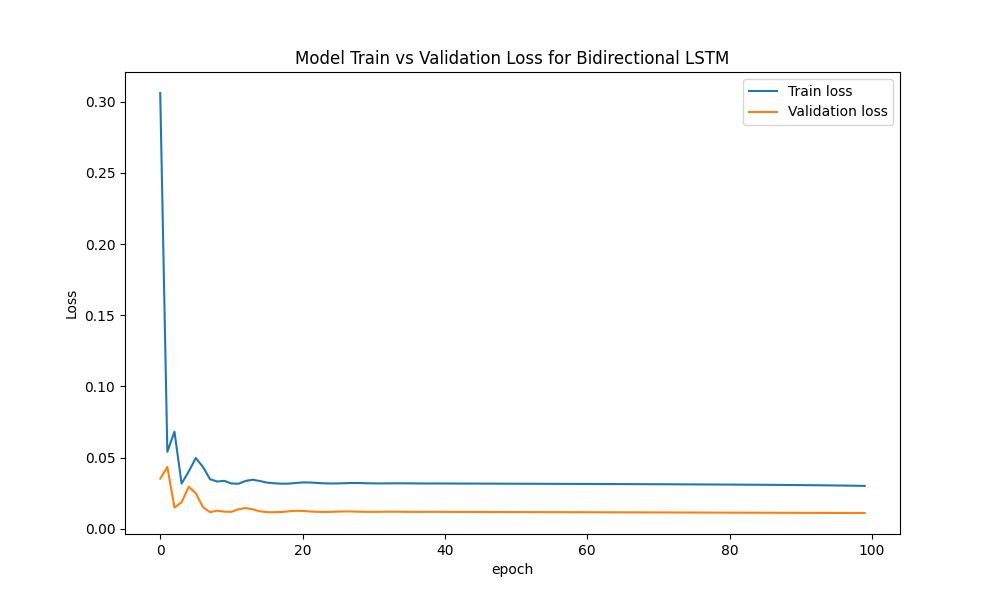 Model Train vs Validation Loss for Bidirectional LSTM
Train loss
Validation loss
0.30
0.25
0.20
0.15
0.10
0.05
0.00
Loss
0 20 40 60 80 100
epoch